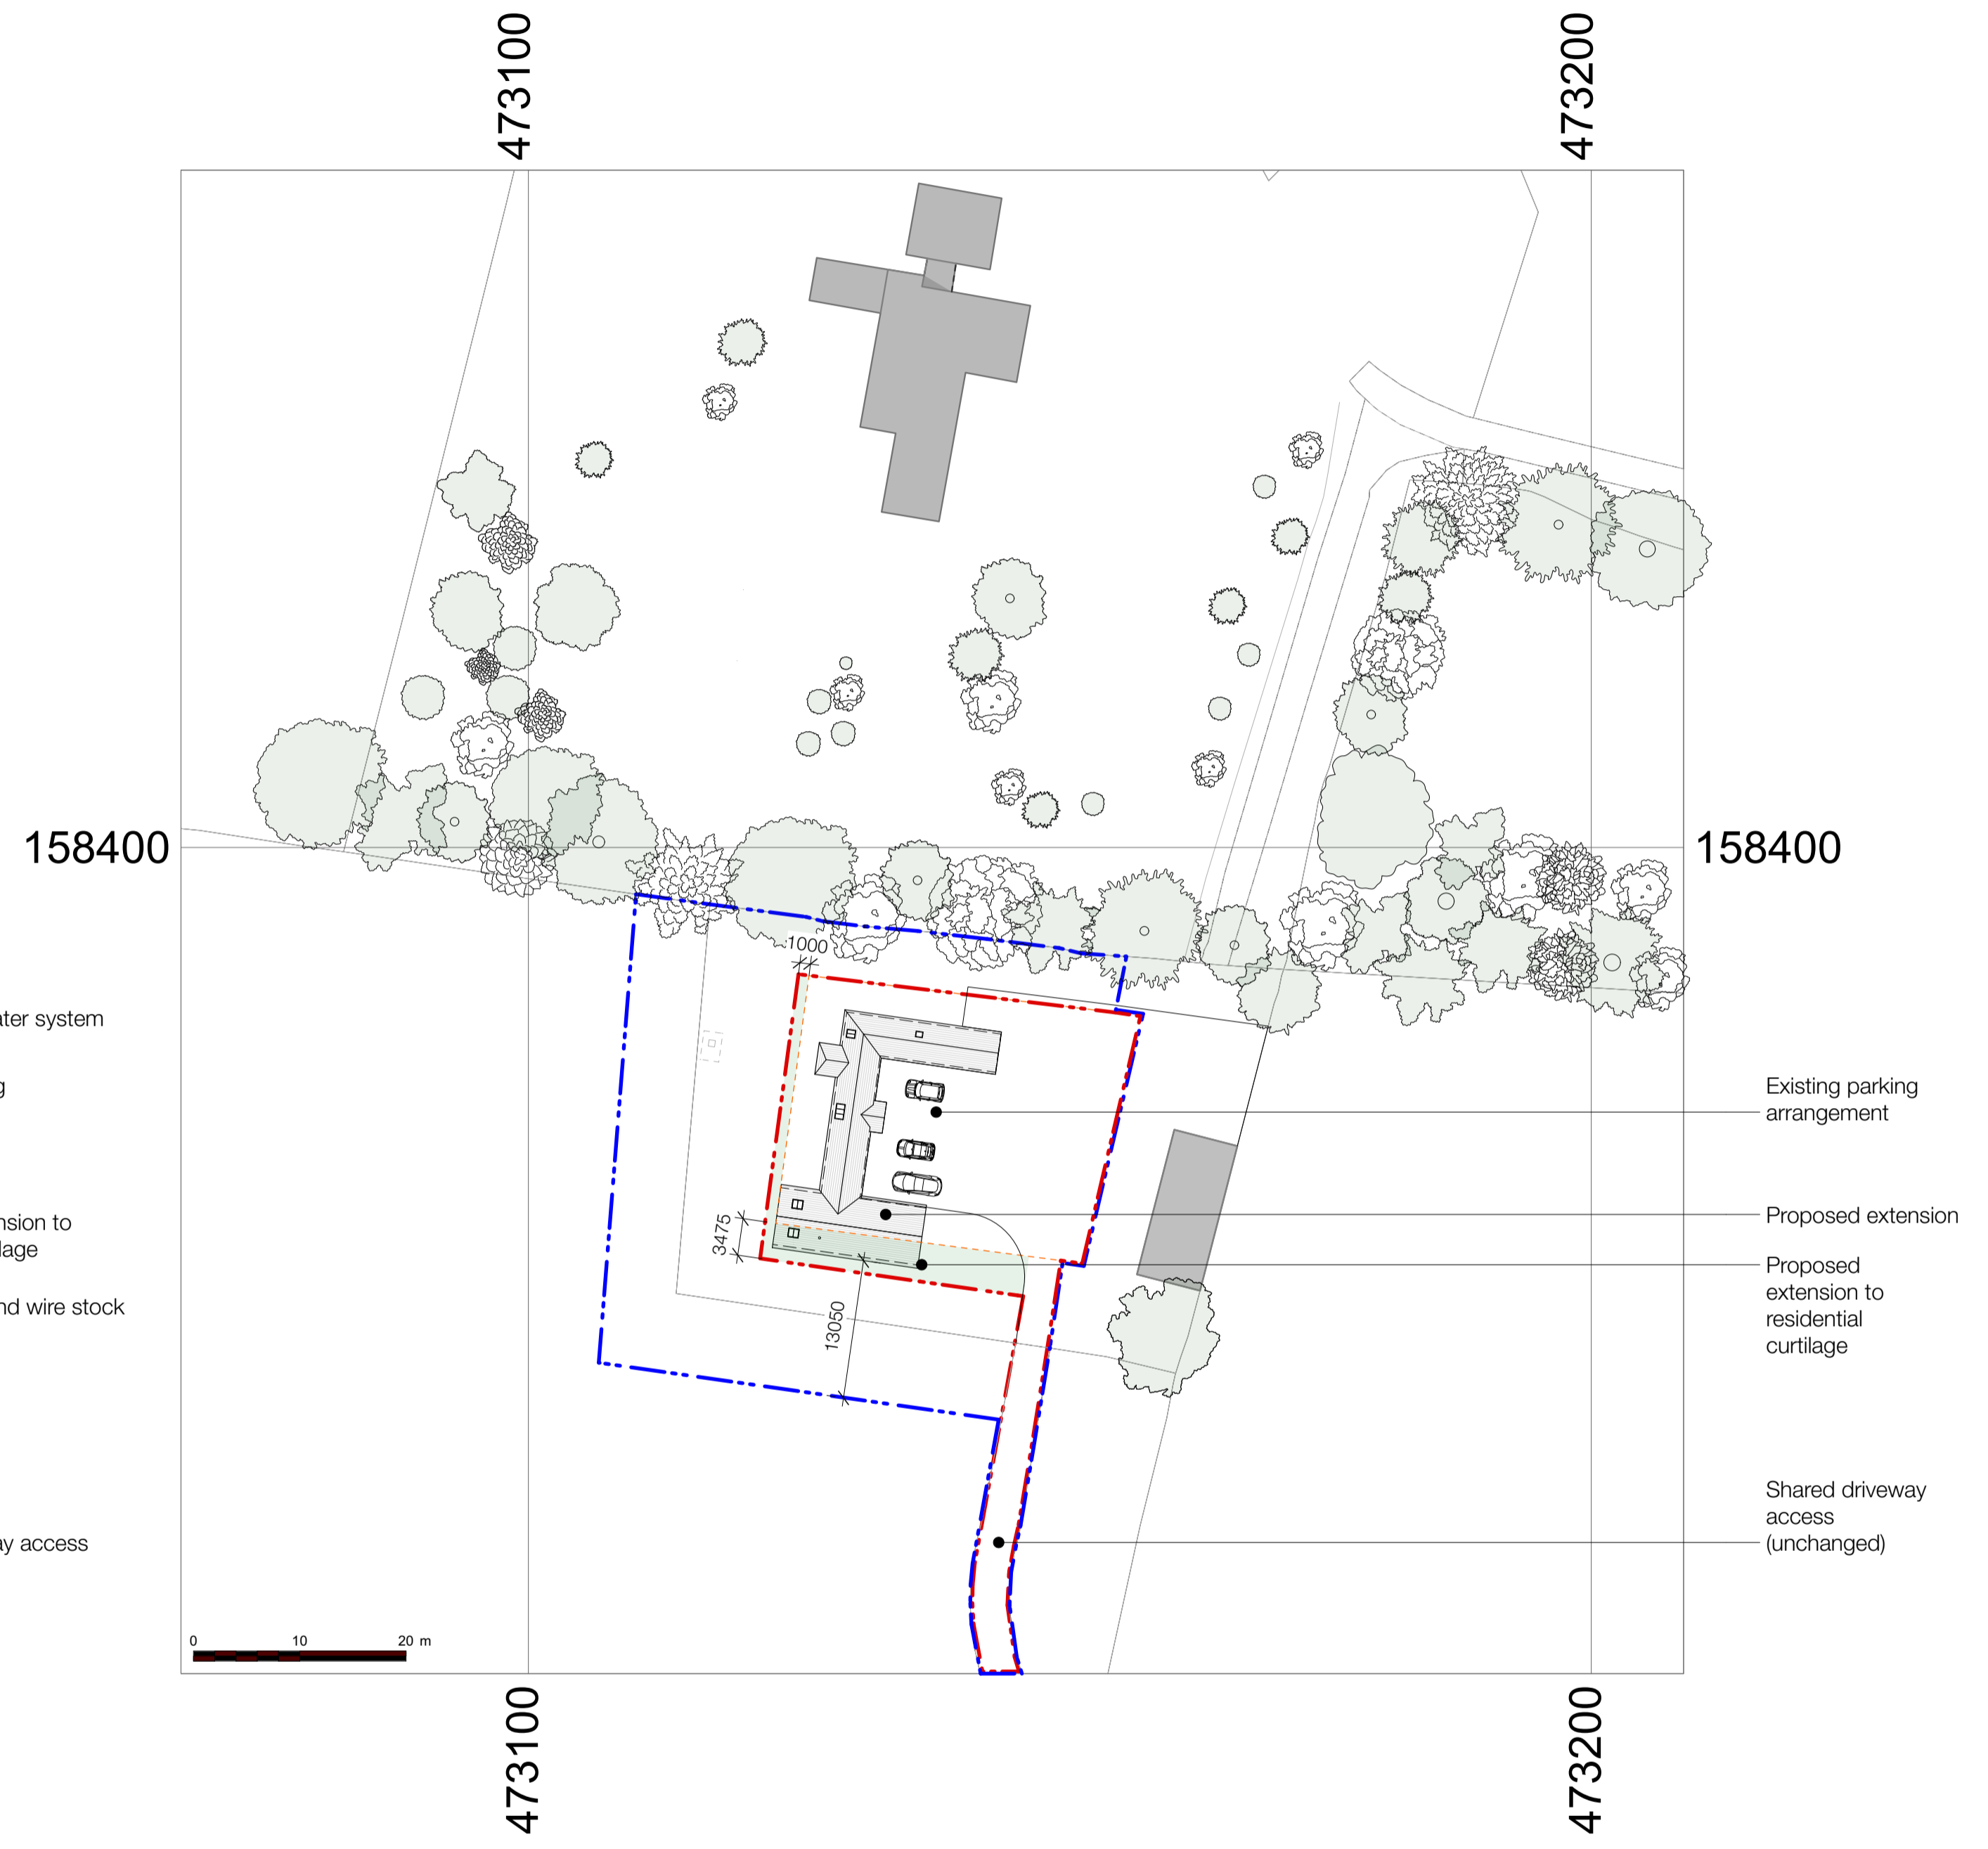 473100
473200
158400
158400
1000
ater system
g
Existing parking
arrangement
nsion to
lage
3475
Proposed extension
Proposed
extension to
residential
curtilage
nd wire stock
13050
Shared driveway
access
(unchanged)
ay access
0 10 20 m
473100
473200